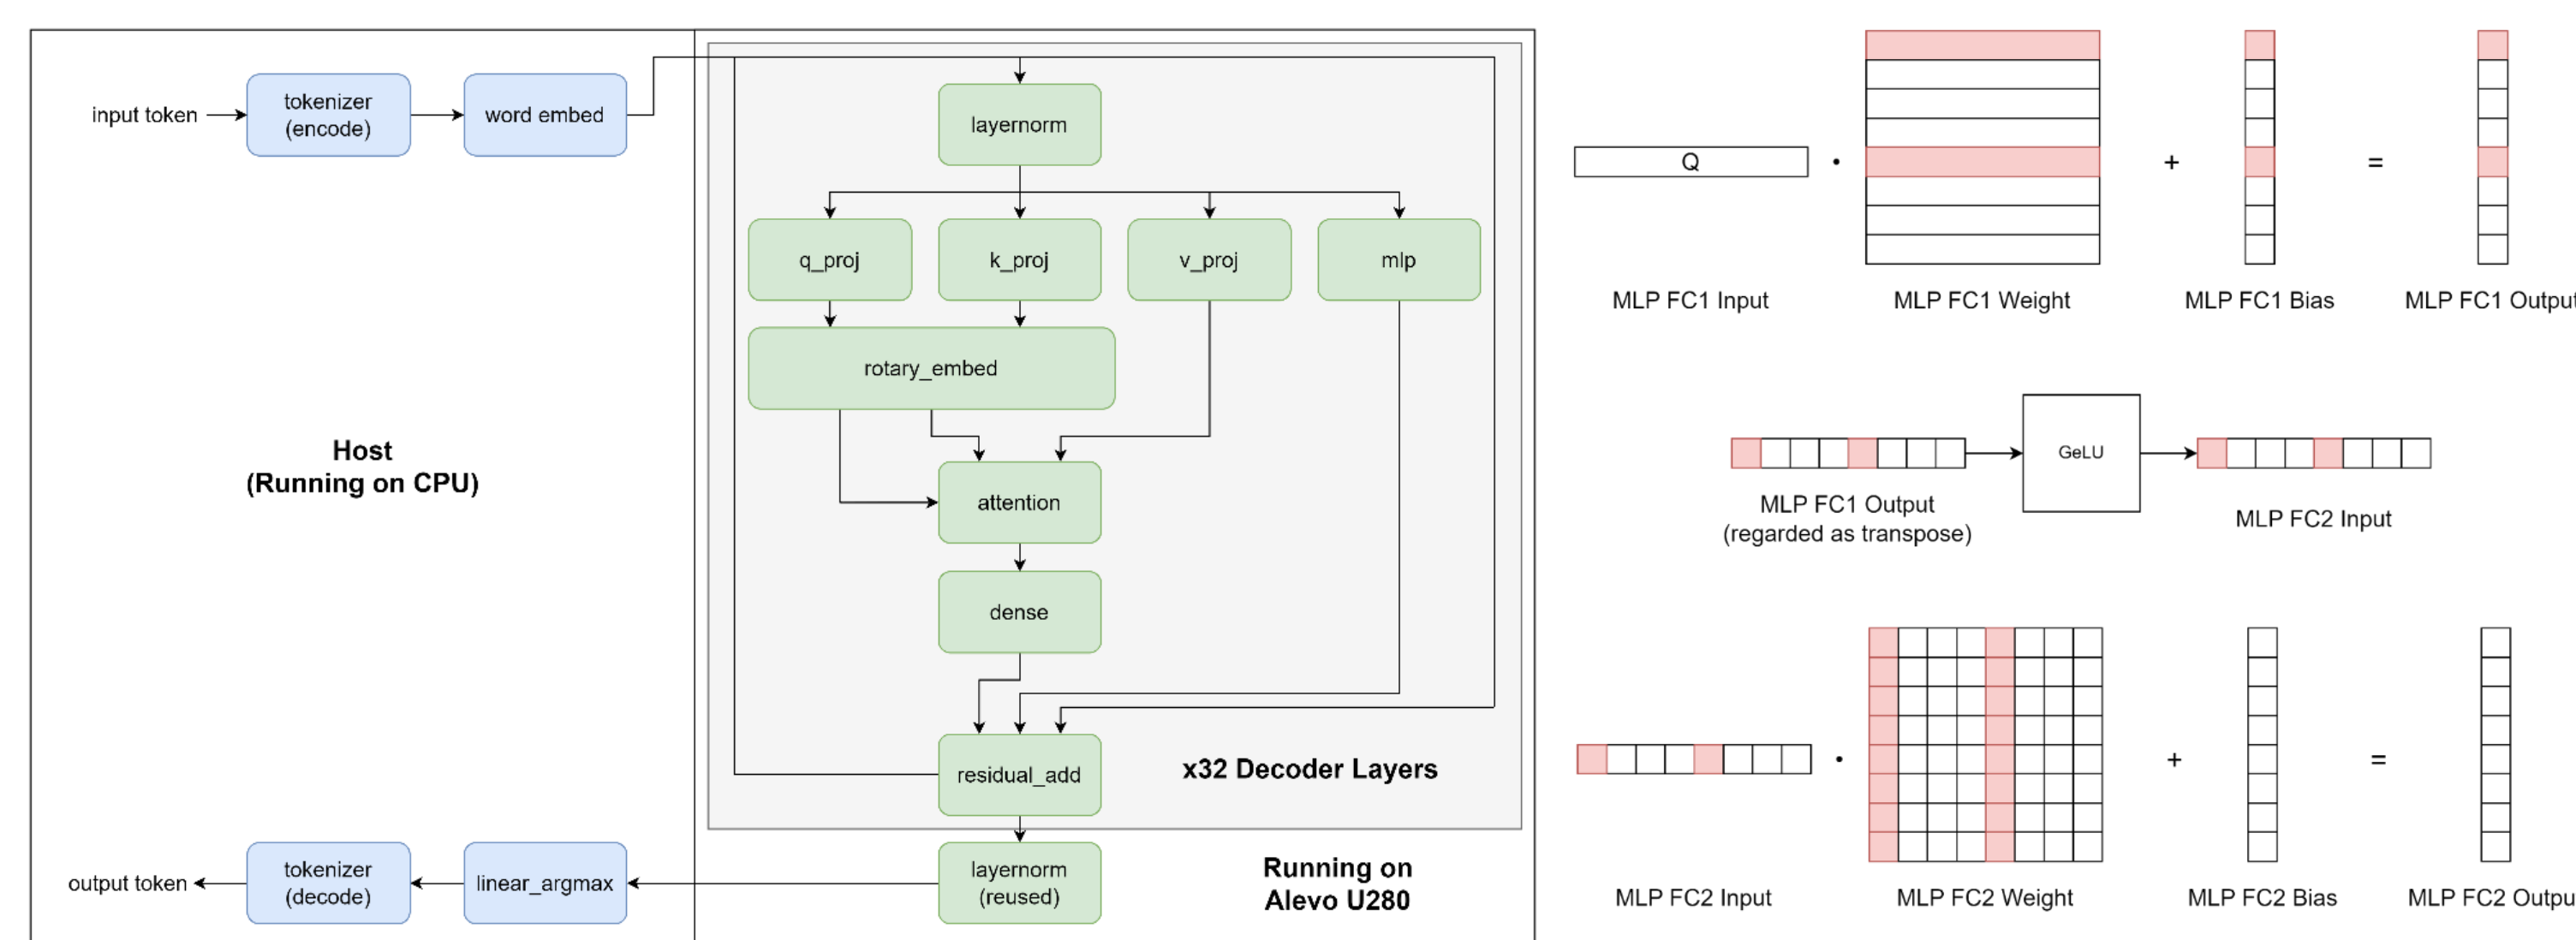 input token
tokenizer
(encode)
word embed
layernorm
q_proj
k_proj
v_proj
mlp
rotary_embed
Host
(Running on CPU)
attention
dense
residual_add
x32 Decoder Layers
output token
tokenizer
(decode)
linear_argmax
layernorm
(reused)
Running on
Alevo U280
Q
·
+
=
MLP FC1 Input
MLP FC1 Weight
MLP FC1 Bias
MLP FC1 Output
GeLU
MLP FC1 Output
(regarded as transpose)
MLP FC2 Input
·
+
=
MLP FC2 Input
MLP FC2 Weight
MLP FC2 Bias
MLP FC2 Outpu